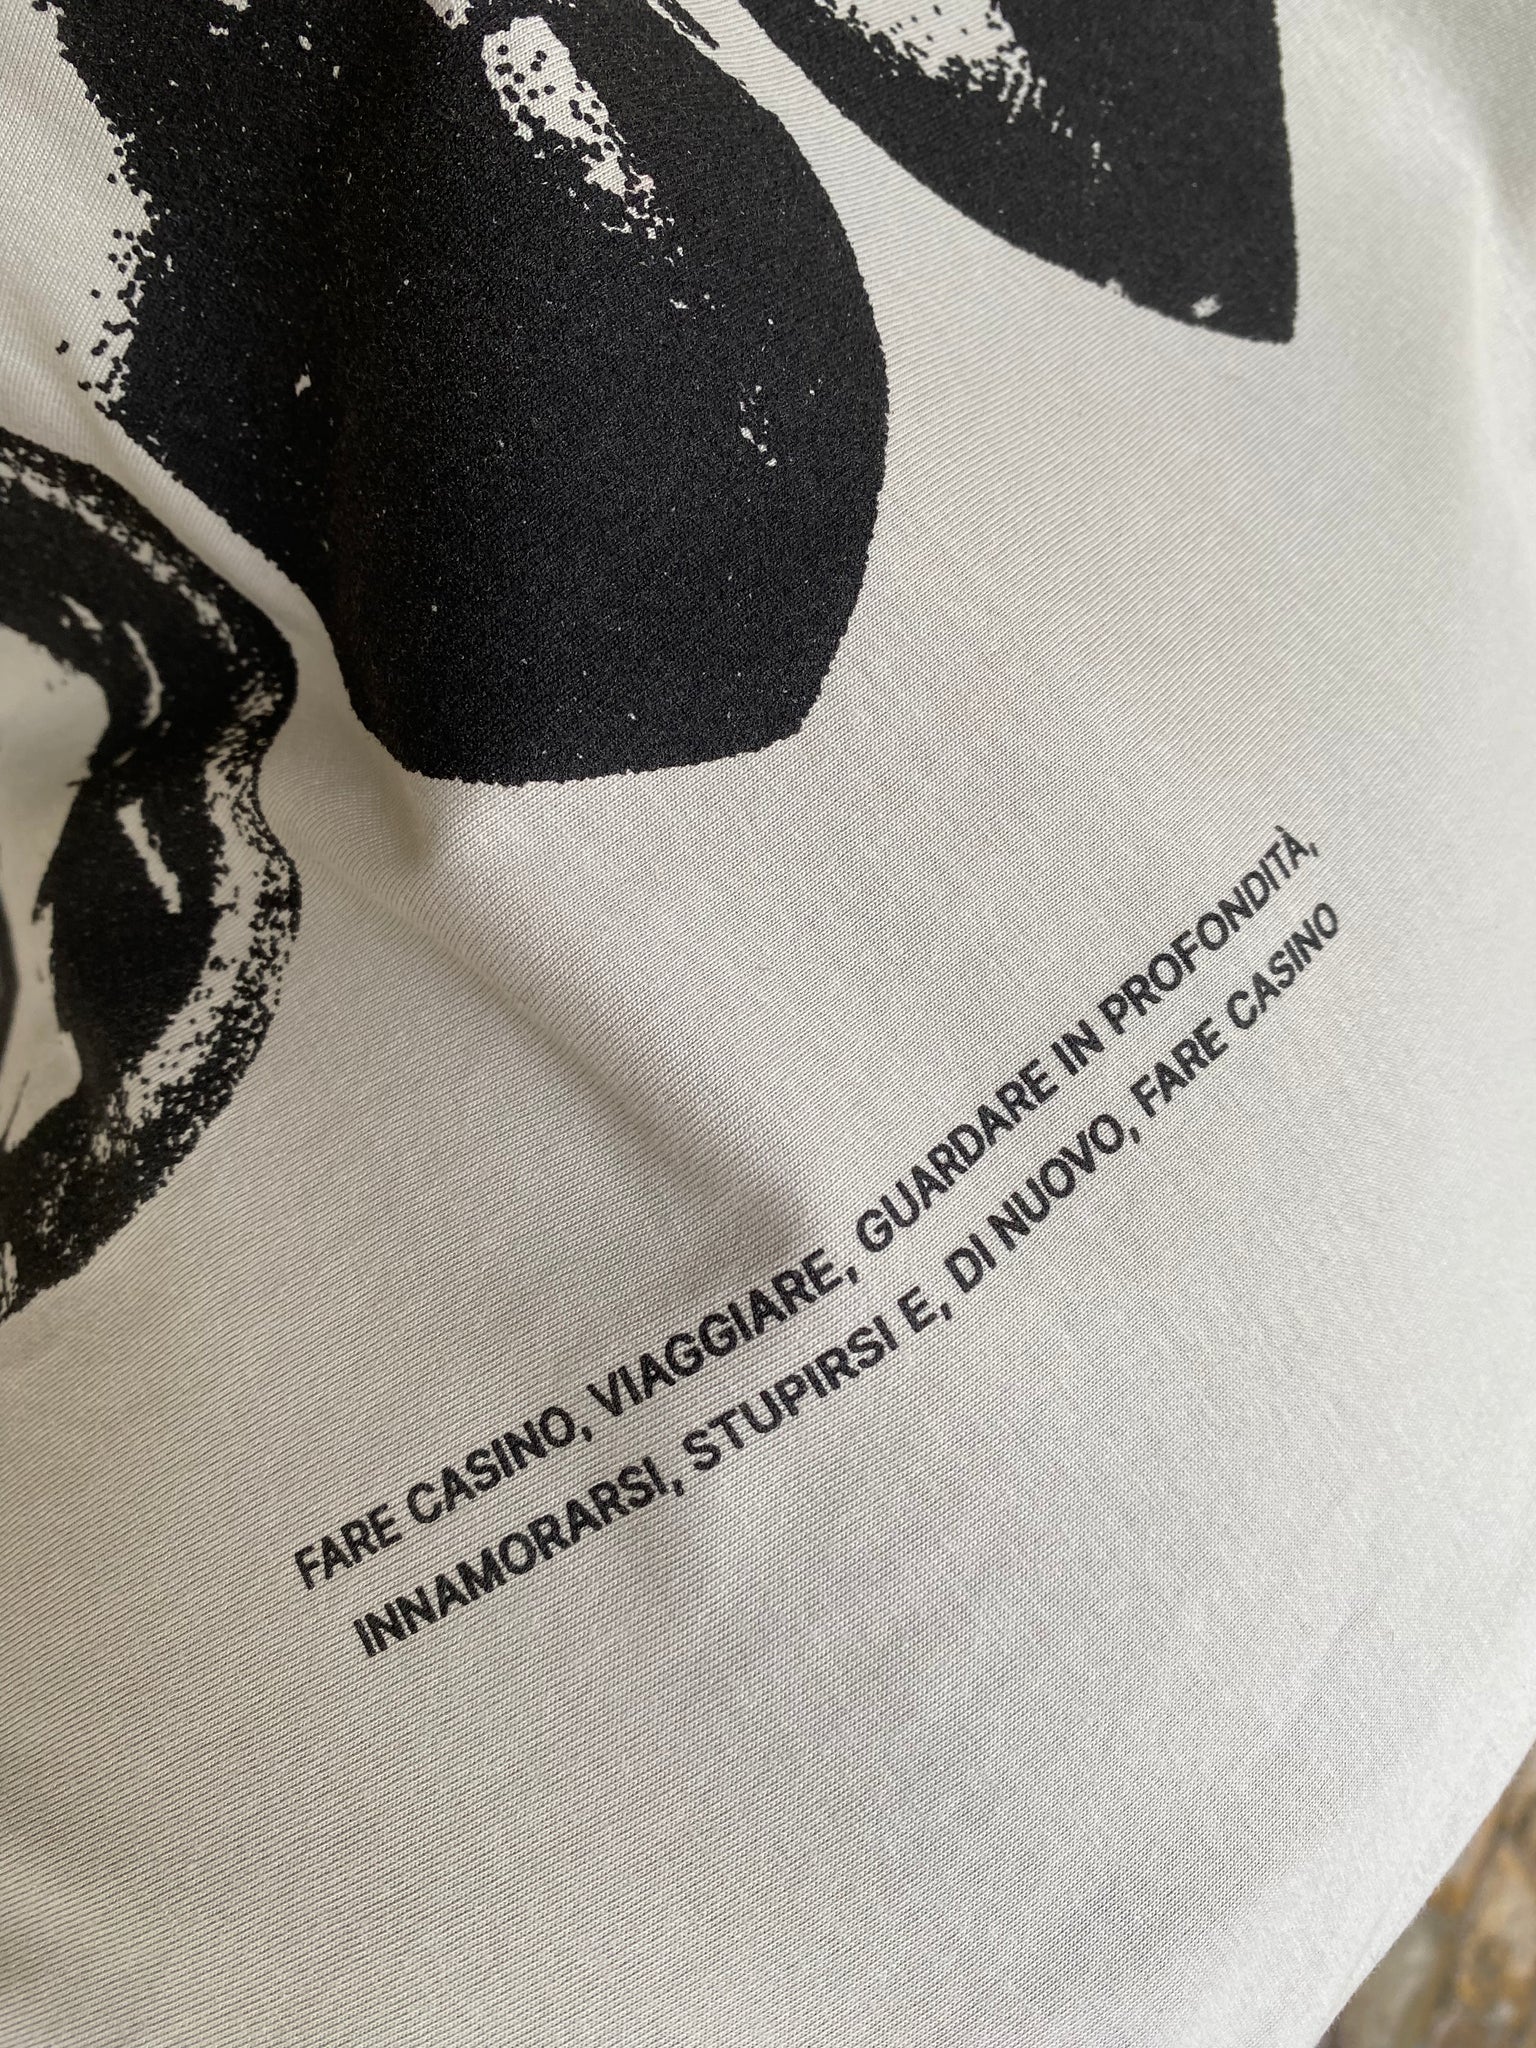 FARE CASINO, VIAGGIARE, GUARDARE IN PROFONDITÀ,
INNAMORARSI, STUPIRSI E, DI NUOVO, FARE CASINO